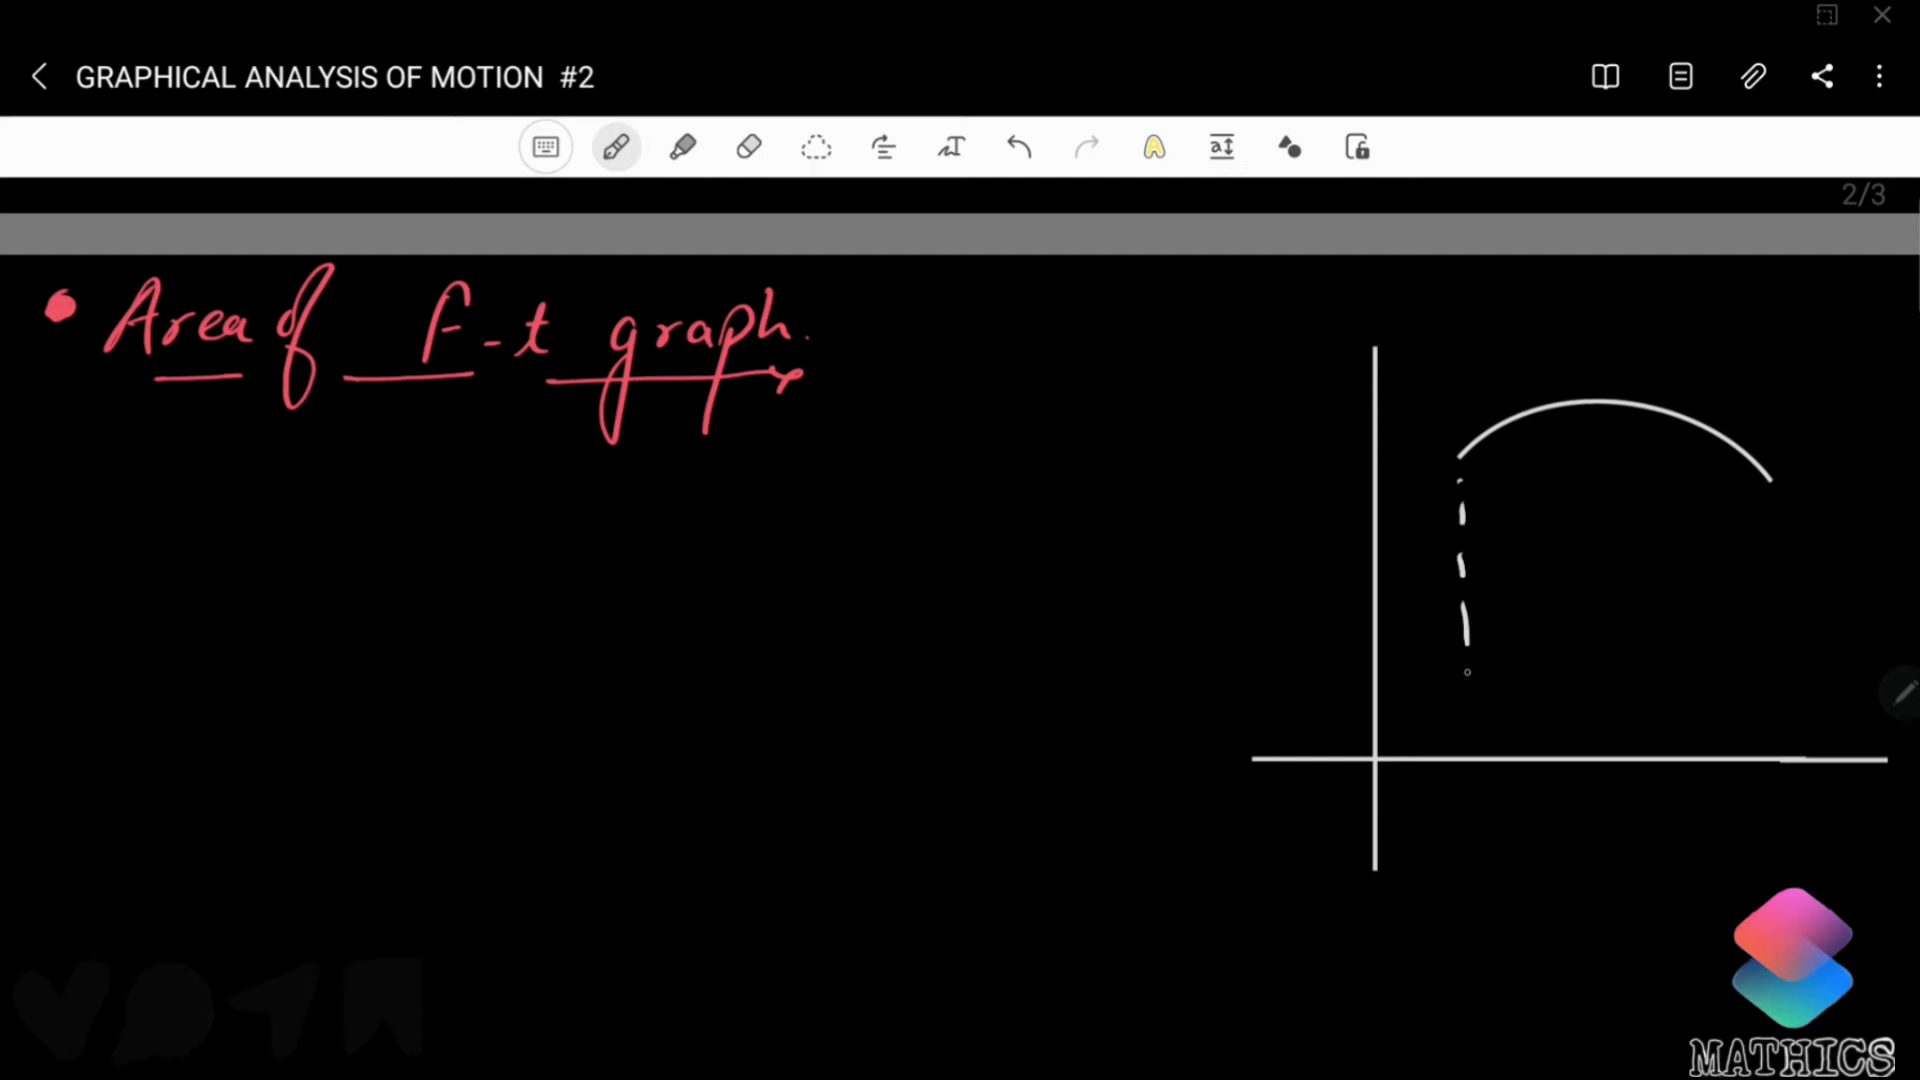 GRAPHICAL ANALYSIS OF MOTION #2
2/3
• Area of F-t graph.
MATHICS